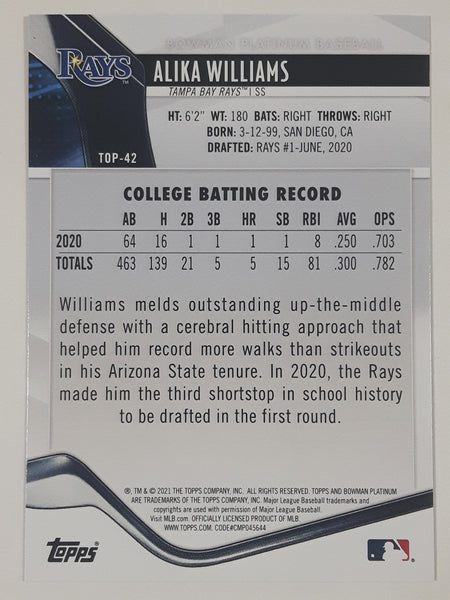 BOWMAN PLATINUM BASEBALL
RAYS™
ALIKA WILLIAMS
TAMPA BAY RAYS™ | SS
HT: 6'2" WT: 180 BATS: RIGHT THROWS: RIGHT
BORN: 3-12-99, SAN DIEGO, CA
DRAFTED: RAYS #1-JUNE, 2020
TOP-42
COLLEGE BATTING RECORD
AB H 2B 3B HR SB RBI AVG OPS
2020 64 16 1 1 1 1 8 .250 .703
TOTALS 463 139 21 5 5 15 81 .300 .782
Williams melds outstanding up-the-middle
defense with a cerebral hitting approach that
helped him record more walks than strikeouts
in his Arizona State tenure. In 2020, the Rays
made him the third shortstop in school history
to be drafted in the first round.
®, TM & © 2021 THE TOPPS COMPANY, INC. ALL RIGHTS RESERVED. TOPPS AND BOWMAN PLATINUM
ARE TRADEMARKS OF THE TOPPS COMPANY, INC. Major League Baseball trademarks and
copyrights are used with permission of Major League Baseball.
Visit MLB.com. OFFICIALLY LICENSED PRODUCT OF MLB.
WWW.TOPPS.COM. CODE#CMP045644
topps®